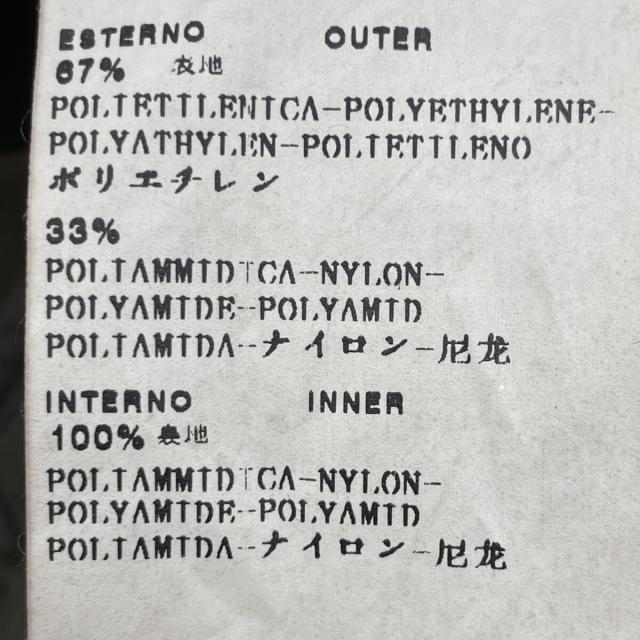 ESTERNO OUTER
67% 表地
POLIETILENICA-POLYETHYLENE-
POLYATHYLEN-POLIETILENO
ポリエチレン
33%
POLIAMMIDICA-NYLON-
POLYAMIDE-POLYAMID
POLIAMIDA-ナイロン-尼龙
INTERNO INNER
100% 裏地
POLIAMMIDICA-NYLON-
POLYAMIDE-POLYAMID
POLIAMIDA-ナイロン-尼龙